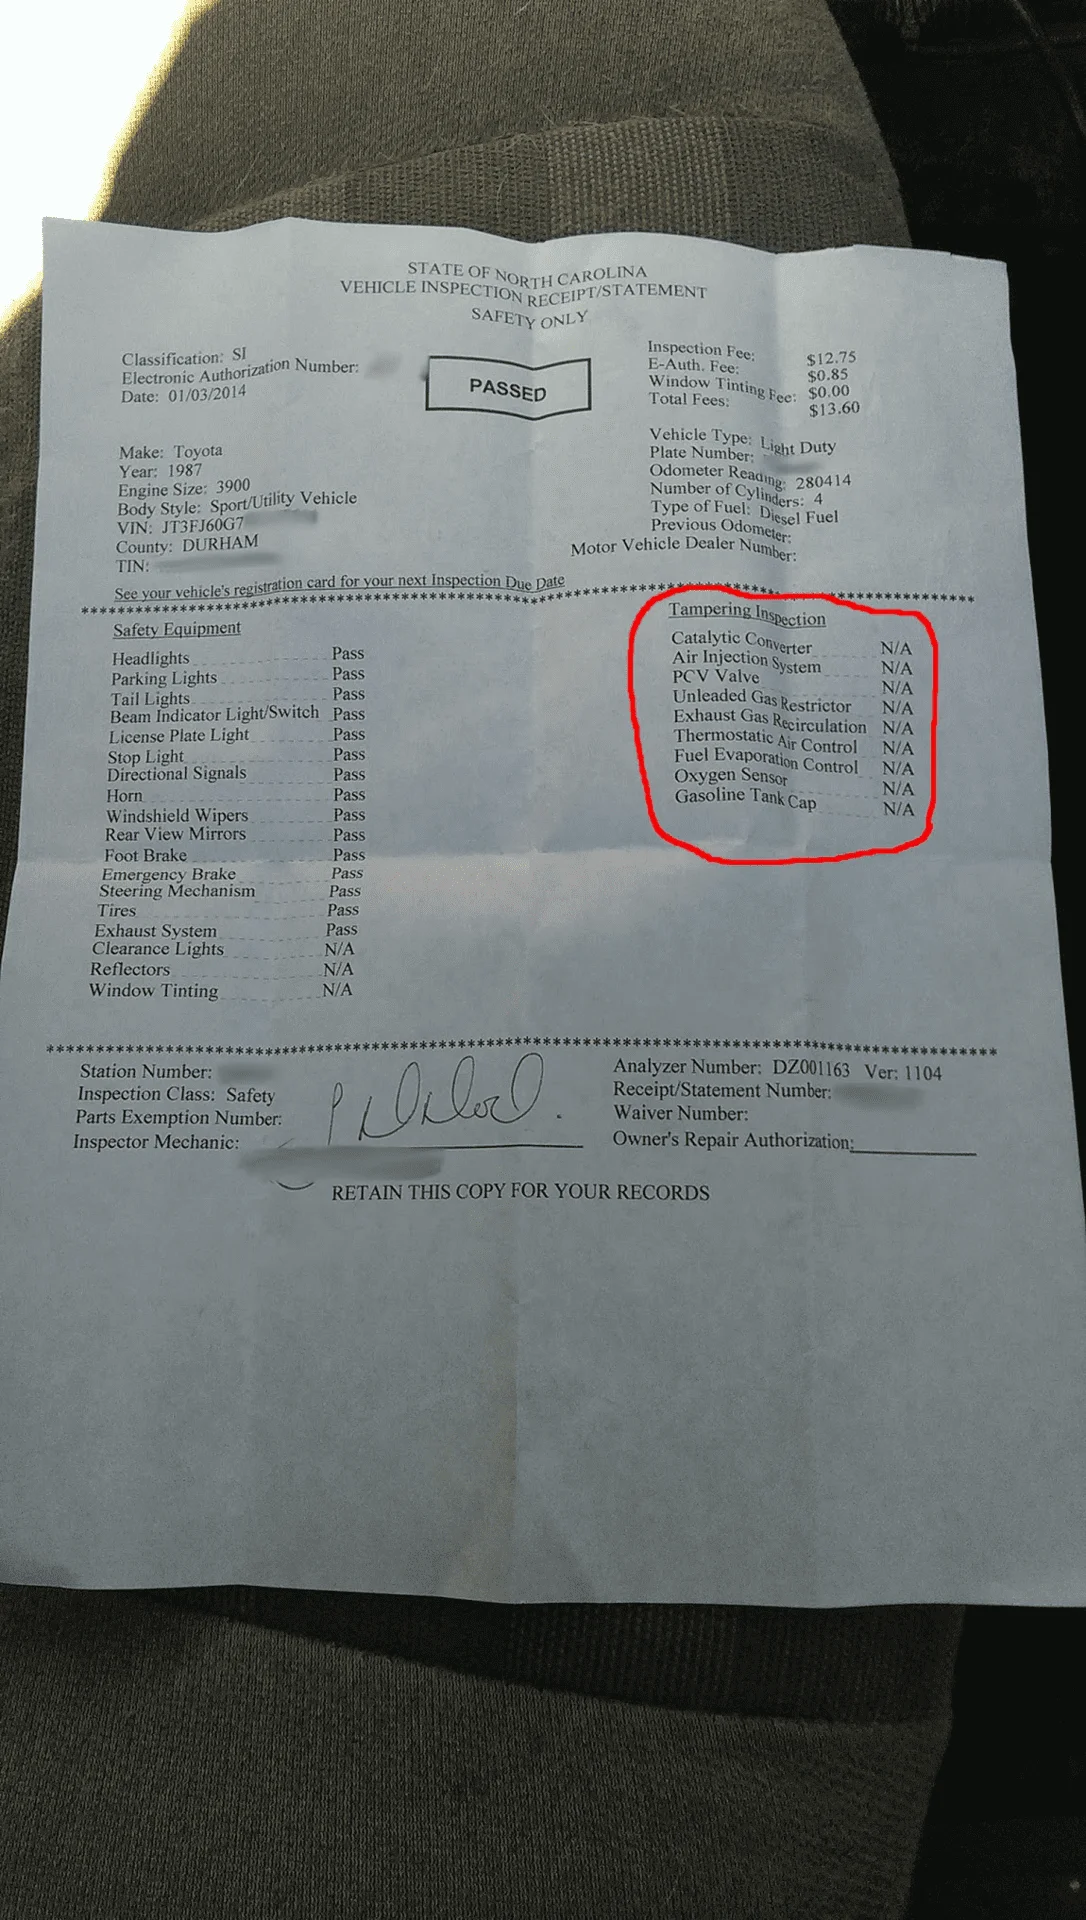 STATE OF NORTH CAROLINA
VEHICLE INSPECTION RECEIPT/STATEMENT
SAFETY ONLY
Classification: SI
Electronic Authorization Number:
Date: 01/03/2014
PASSED
Inspection Fee: $12.75
E-Auth. Fee: $0.85
Window Tinting Fee: $0.00
Total Fees: $13.60
Make: Toyota
Year: 1987
Engine Size: 3900
Body Style: Sport/Utility Vehicle
VIN: JT3FJ60G7
County: DURHAM
TIN:
Vehicle Type: Light Duty
Plate Number:
Odometer Reading: 280414
Number of Cylinders: 4
Type of Fuel: Diesel Fuel
Previous Odometer:
Motor Vehicle Dealer Number:
See your vehicle's registration card for your next Inspection Due Date
Safety Equipment
Headlights Pass
Parking Lights Pass
Tail Lights Pass
Beam Indicator Light/Switch Pass
License Plate Light Pass
Stop Light Pass
Directional Signals Pass
Horn Pass
Windshield Wipers Pass
Rear View Mirrors Pass
Foot Brake Pass
Emergency Brake Pass
Steering Mechanism Pass
Tires Pass
Exhaust System Pass
Clearance Lights N/A
Reflectors N/A
Window Tinting N/A
Tampering Inspection
Catalytic Converter N/A
Air Injection System N/A
PCV Valve N/A
Unleaded Gas Restrictor N/A
Exhaust Gas Recirculation N/A
Thermostatic Air Control N/A
Fuel Evaporation Control N/A
Oxygen Sensor N/A
Gasoline Tank Cap N/A
Station Number:
Inspection Class: Safety
Parts Exemption Number:
Inspector Mechanic:
Analyzer Number: DZ001163 Ver: 1104
Receipt/Statement Number:
Waiver Number:
Owner's Repair Authorization:
RETAIN THIS COPY FOR YOUR RECORDS